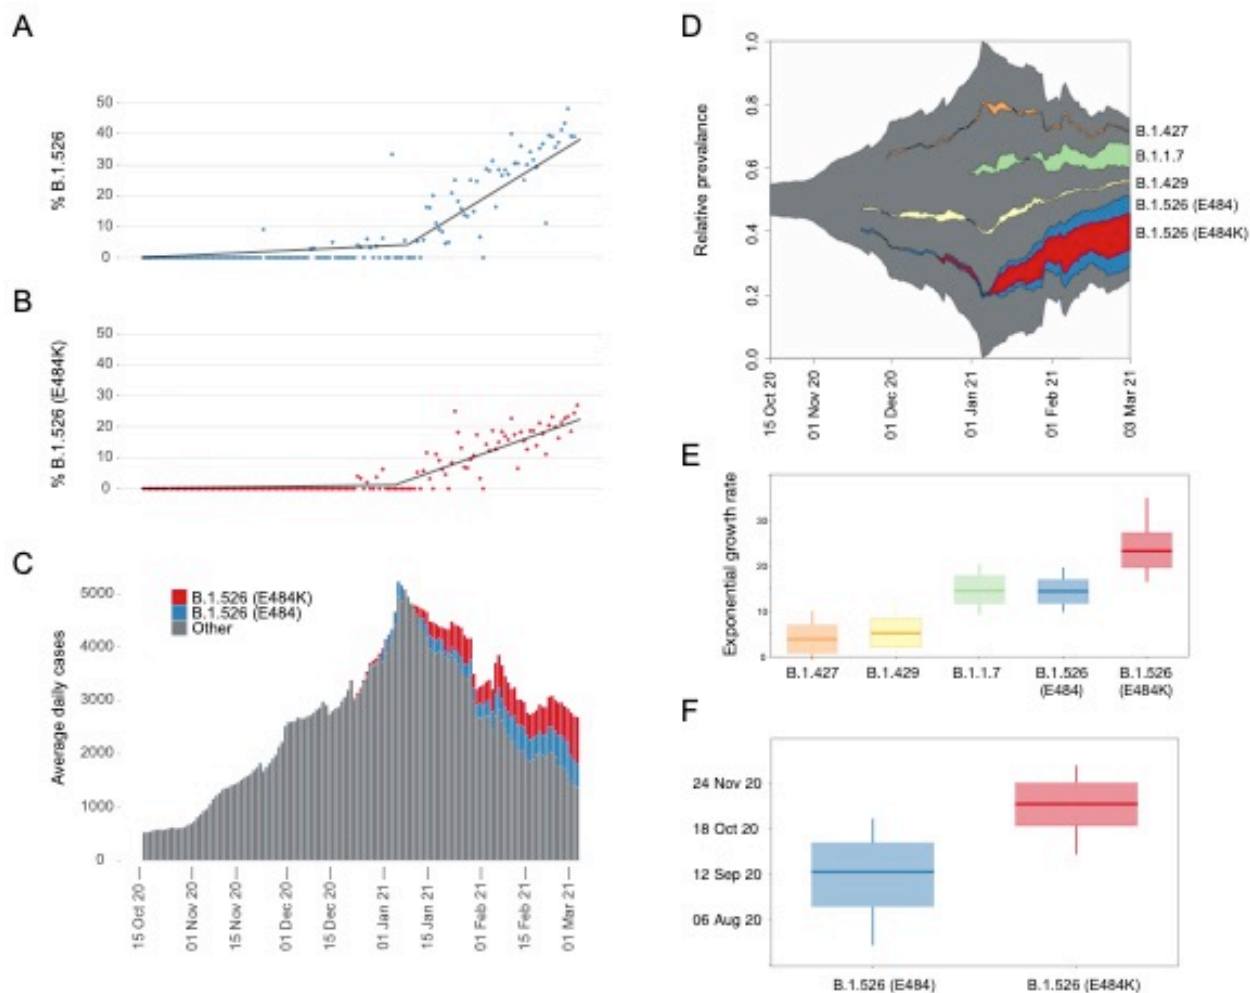 A
% B.1.526
50
40
30
20
10
0
B
% B.1.526 (E484K)
50
40
30
20
10
0
C
Average daily cases
5000
4000
3000
2000
1000
0
B.1.526 (E484K)
B.1.526 (E484)
Other
15 Oct 20
01 Nov 20
15 Nov 20
01 Dec 20
15 Dec 20
01 Jan 21
15 Jan 21
01 Feb 21
15 Feb 21
01 Mar 21
D
Relative prevalance
1.0
0.8
0.6
0.4
0.2
0.0
B.1.427
B.1.1.7
B.1.429
B.1.526 (E484)
B.1.526 (E484K)
15 Oct 20
01 Nov 20
01 Dec 20
01 Jan 21
01 Feb 21
03 Mar 21
E
Exponential growth rate
30
20
10
0
B.1.427
B.1.429
B.1.1.7
B.1.526
(E484)
B.1.526
(E484K)
F
24 Nov 20
18 Oct 20
12 Sep 20
06 Aug 20
B.1.526 (E484)
B.1.526 (E484K)